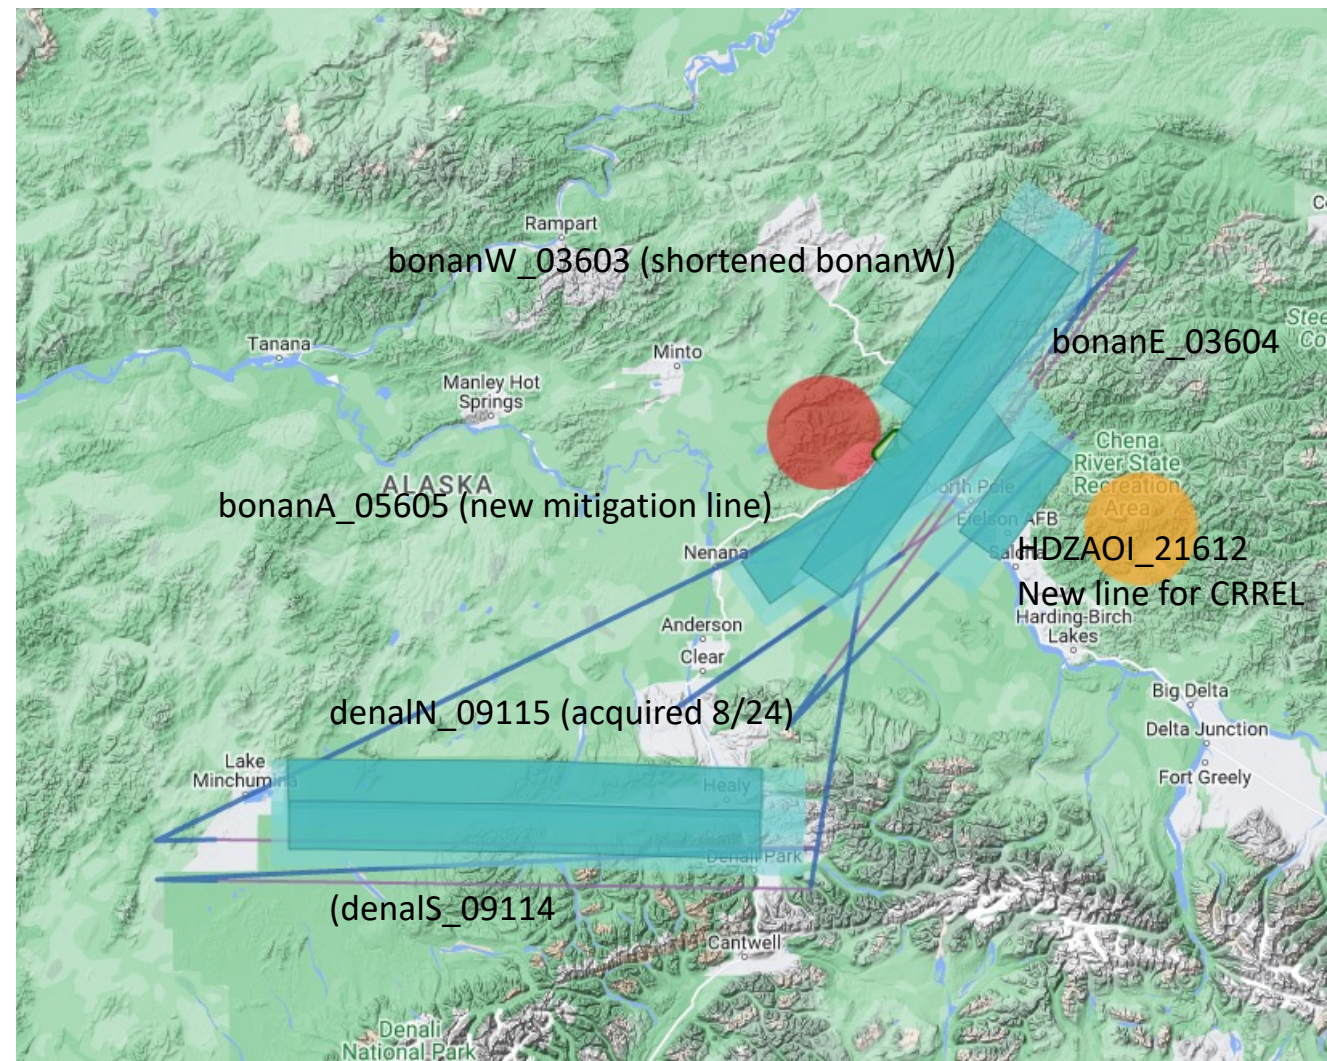 Rampart
bonanW_03603 (shortened bonanW)
Stee
Co
Tanana
bonanE_03604
Minto
Manley Hot
Springs
Chena
River State
Recreation
Area
ALASKA
bonanA_05605 (new mitigation line)
North Pole
Eielson AFB
Nenana
HDZAOI_21612
New line for CRREL
Harding-Birch
Lakes
Anderson
Clear
Big Delta
denalN_09115 (acquired 8/24)
Delta Junction
Lake
Minchumina
Fort Greely
Healy
Denali Park
(denalS_09114
Cantwell
Denali
National Park